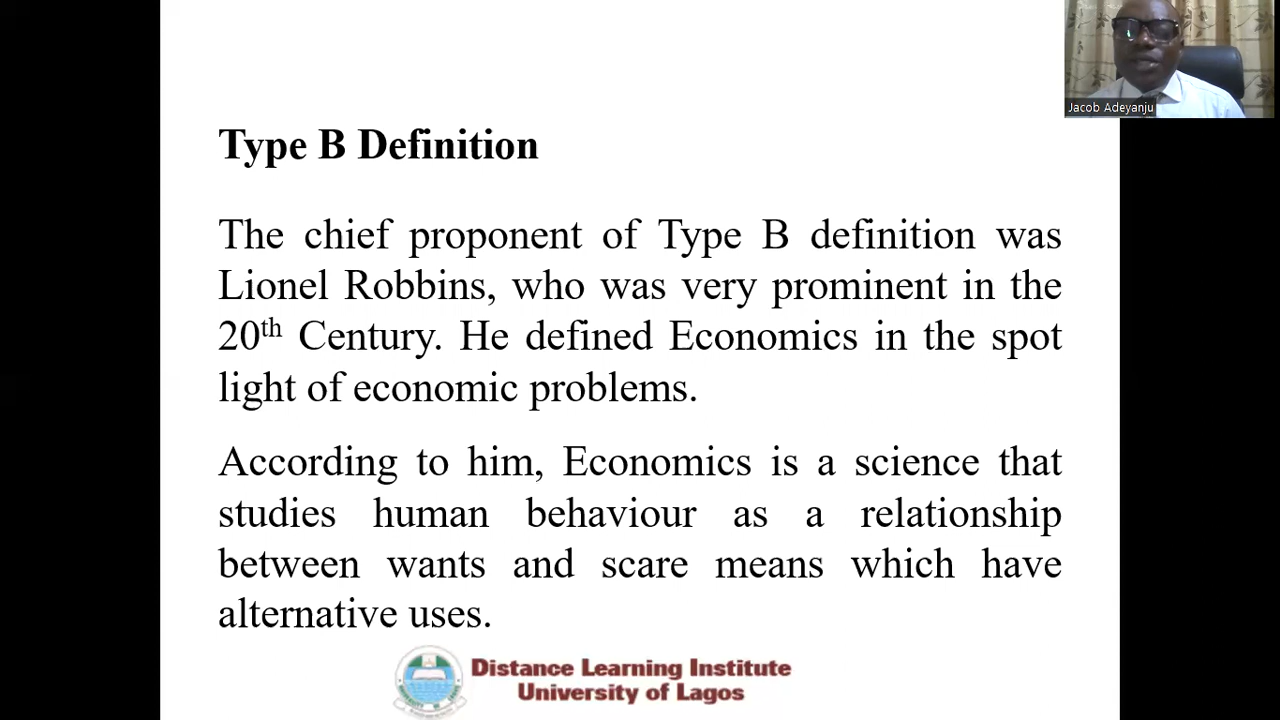 Jacob Adeyanju
Type B Definition
The chief proponent of Type B definition was
Lionel Robbins, who was very prominent in the
20th Century. He defined Economics in the spot
light of economic problems.
According to him, Economics is a science that
studies human behaviour as a relationship
between wants and scare means which have
alternative uses.
Distance Learning Institute
University of Lagos